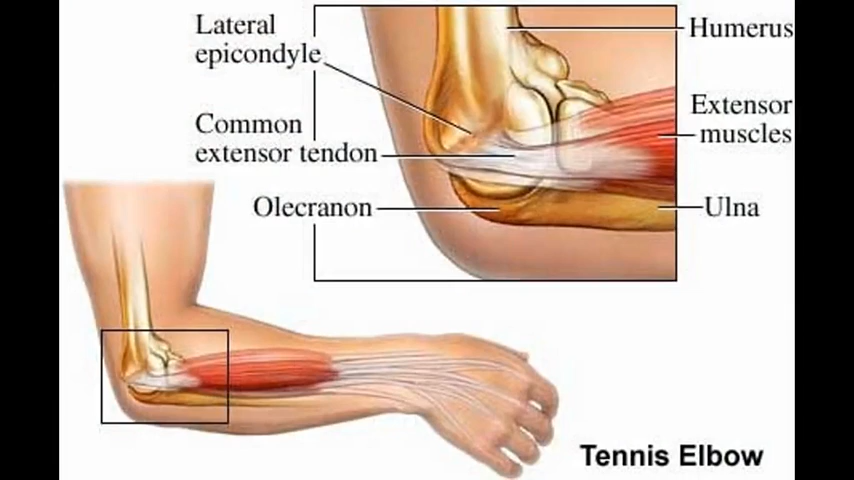 Lateral
epicondyle
Humerus
Extensor
muscles
Common
extensor tendon
Olecranon
Ulna
Tennis Elbow